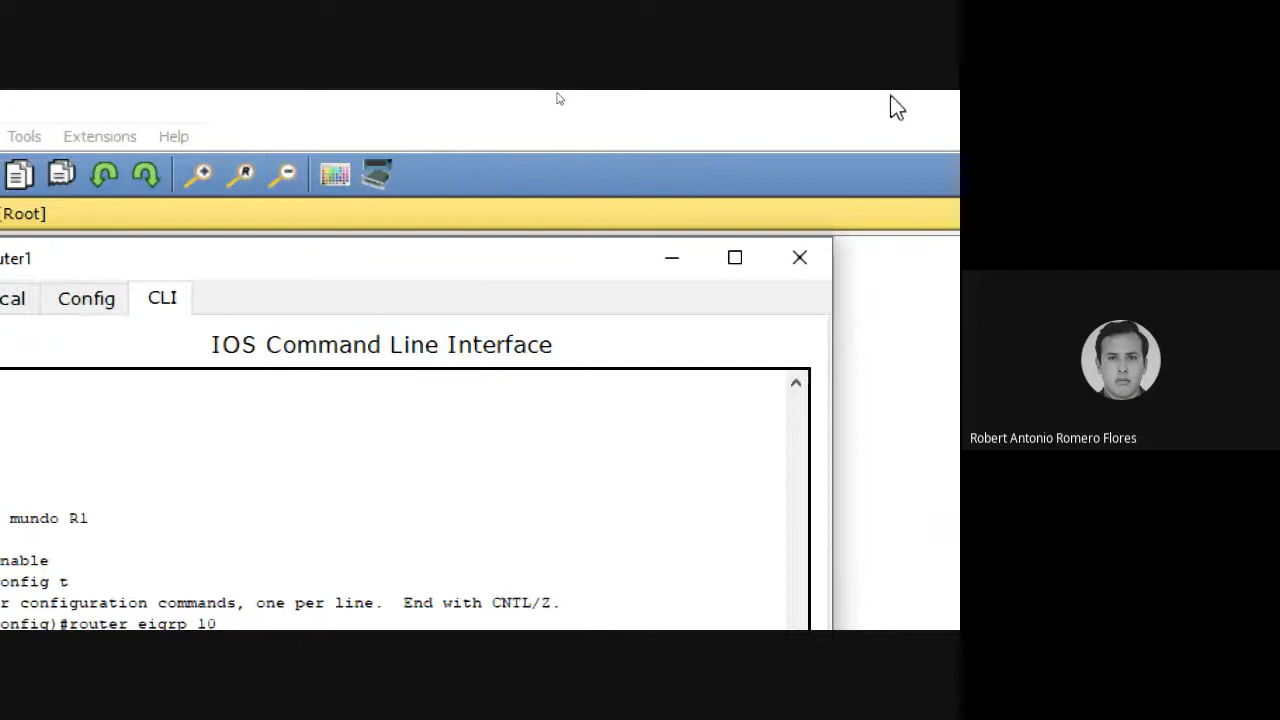 Tools Extensions Help
[Root]
uter1
cal Config CLI
IOS Command Line Interface
mundo R1
nable
onfig t
r configuration commands, one per line. End with CNTL/Z.
onfig)#router eigrp 10
Robert Antonio Romero Flores